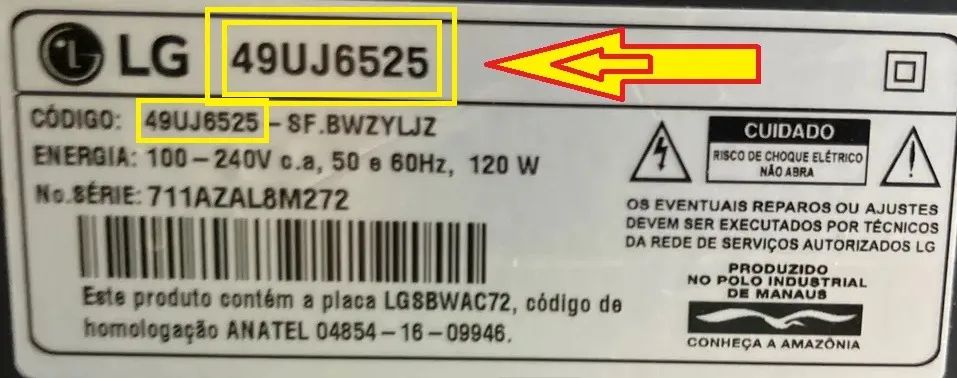 LG 49UJ6525
CÓDIGO: 49UJ6525-SF.BWZYLJZ
ENERGIA: 100-240V c.a, 50 e 60Hz, 120 W
No.SÉRIE: 711AZAL8M272
Este produto contém a placa LGSBWAC72, código de
homologação ANATEL 04854-16-09946.
CUIDADO
RISCO DE CHOQUE ELÉTRICO
NÃO ABRA
OS EVENTUAIS REPAROS OU AJUSTES
DEVEM SER EXECUTADOS POR TÉCNICOS
DA REDE DE SERVIÇOS AUTORIZADOS LG
PRODUZIDO
NO POLO INDUSTRIAL
DE MANAUS
CONHEÇA A AMAZÔNIA